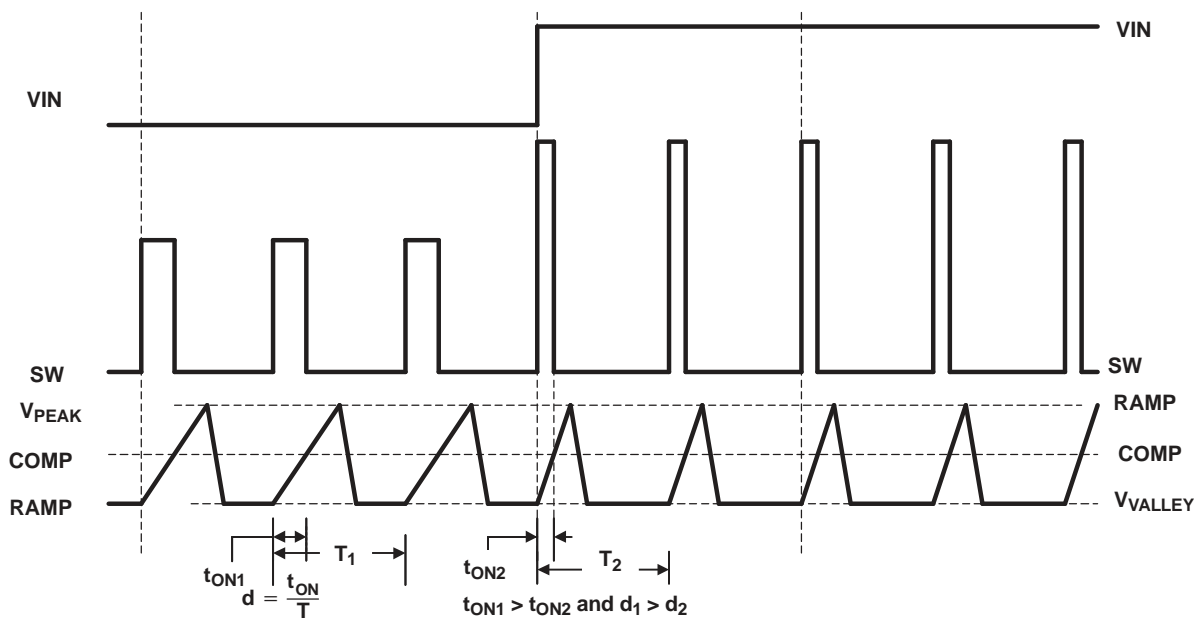 VIN
VIN
SW
SW
VPEAK
RAMP
COMP
COMP
RAMP
VVALLEY
tON1
T1
tON2
T2
d = tON/T
tON1 > tON2 and d1 > d2